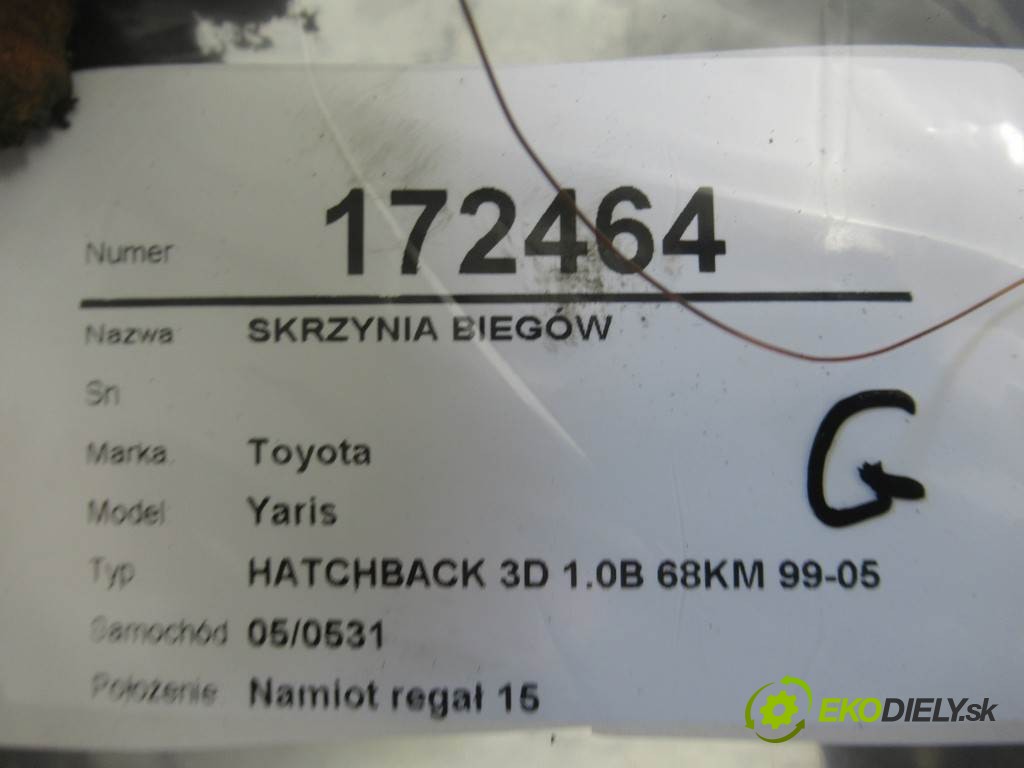 Numer 172464
Nazwa SKRZYNIA BIEGÓW
Sn
Marka Toyota
G
Model Yaris
Typ HATCHBACK 3D 1.0B 68KM 99-05
Samochód 05/0531
Położenie Namiot regał 15
EKODIELY.sk